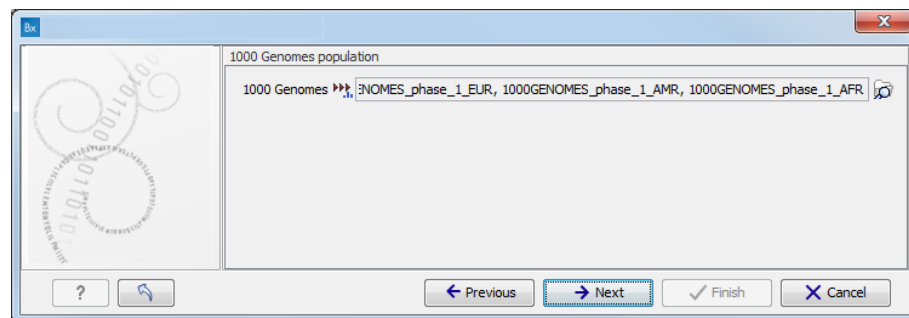 Bx
1000 Genomes population
1000 Genomes ENOMES_phase_1_EUR, 1000GENOMES_phase_1_AMR, 1000GENOMES_phase_1_AFR
? Previous Next Finish Cancel